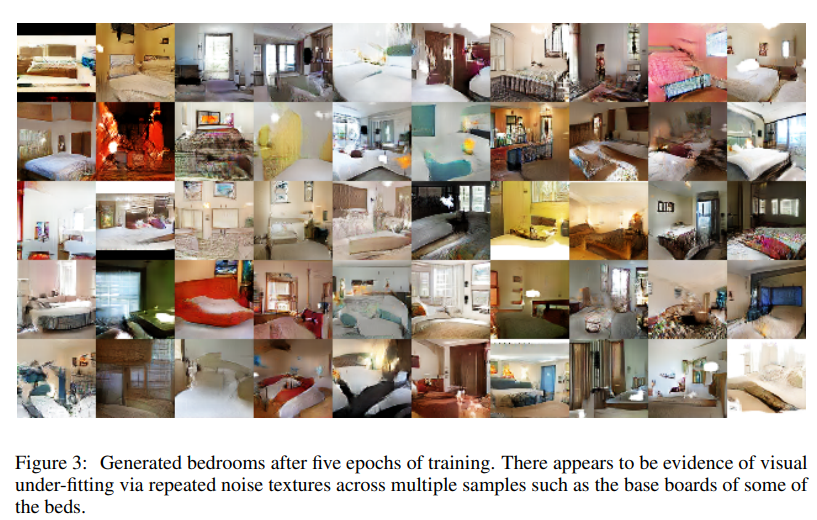 Figure 3: Generated bedrooms after five epochs of training. There appears to be evidence of visual
under-fitting via repeated noise textures across multiple samples such as the base boards of some of
the beds.